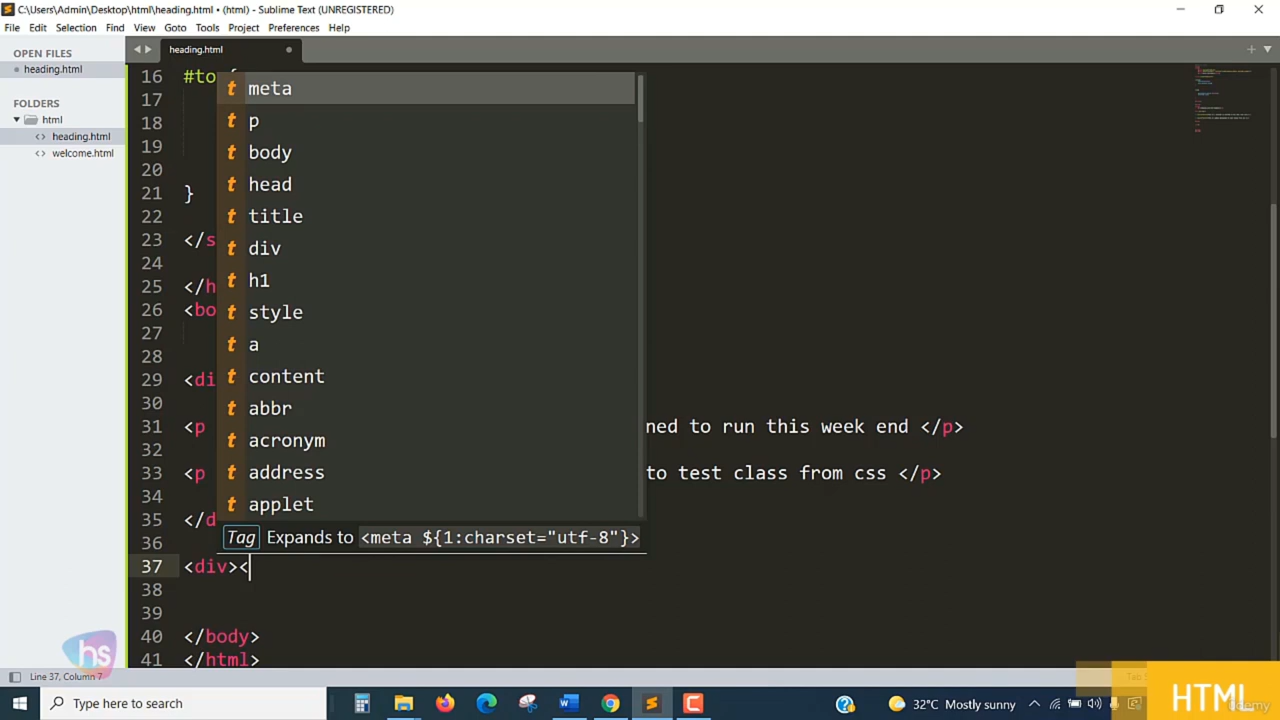 C:\Users\Admin\Desktop\html\heading.html • (html) - Sublime Text (UNREGISTERED)
File Edit Selection Find View Goto Tools Project Preferences Help
OPEN FILES
heading.html
FOLDERS
html
heading.html
welcome.html
heading.html
16 #to
17
18
19
20
21 }
22
23 </s
24
25 </h
26 <bo
27
28
29 <di
30
31 <p ned to run this week end </p>
32
33 <p to test class from css </p>
34
35 </d
36
37 <div><
38
39
40 </body>
41 </html>
t meta
t p
t body
t head
t title
t div
t h1
t style
t a
t content
t abbr
t acronym
t address
t applet
Tag Expands to <meta ${1:charset="utf-8"}>
hs
Line 37, Column 7
Type here to search
32°C Mostly sunny
HTML
Udemy